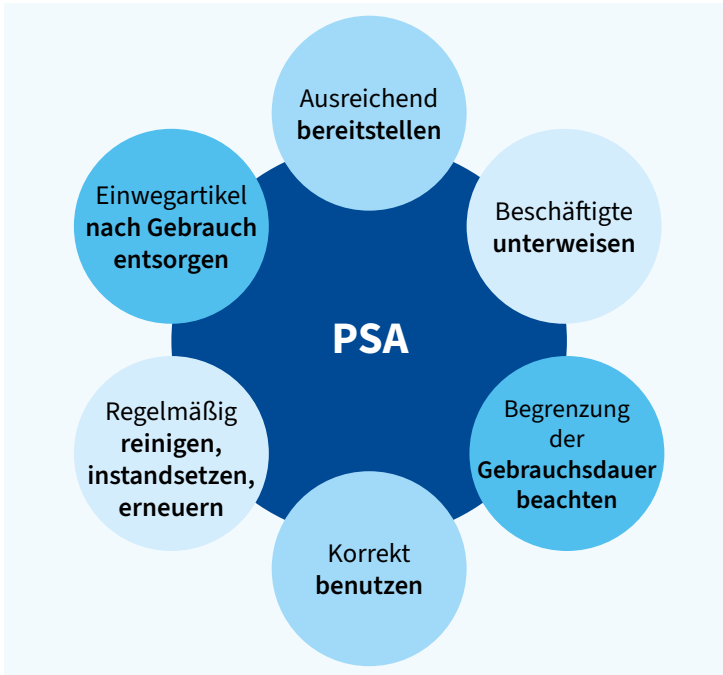 Ausreichend
bereitstellen
Beschäftigte
unterweisen
Begrenzung
der
Gebrauchsdauer
beachten
Korrekt
benutzen
Regelmäßig
reinigen,
instandsetzen,
erneuern
Einwegartikel
nach Gebrauch
entsorgen
PSA